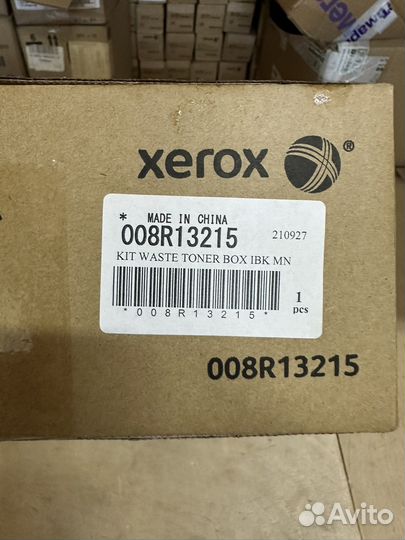 xerox ®
* MADE IN CHINA
008R13215 210927
KIT WASTE TONER BOX IBK MN
*008R13215*
1
pcs
008R13215
Avito